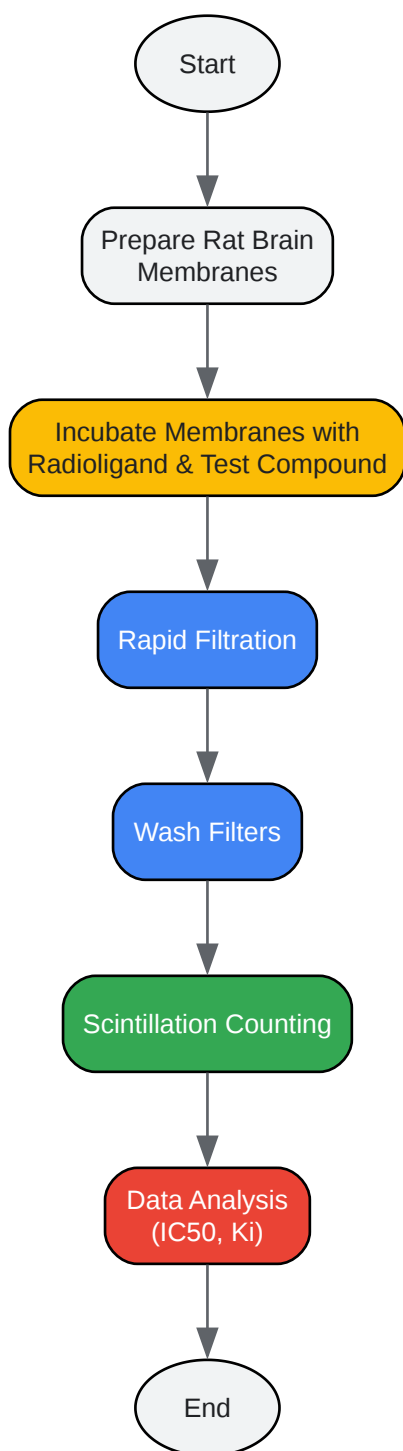 Start
Prepare Rat Brain
Membranes
Incubate Membranes with
Radioligand & Test Compound
Rapid Filtration
Wash Filters
Scintillation Counting
Data Analysis
(IC50, Ki)
End